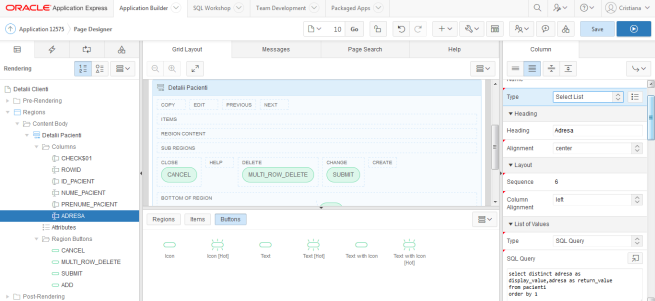 ORACLE Application Express
Application Builder
SQL Workshop
Team Development
Packaged Apps
Cristiana
Application 12575 \ Page Designer
10
Go
Save
Rendering
Detalii Clienti
Pre-Rendering
Regions
Content Body
Detalii Pacienti
Columns
CHECK$01
ROWID
ID_PACIENT
NUME_PACIENT
PRENUME_PACIENT
ADRESA
Attributes
Region Buttons
CANCEL
MULTI_ROW_DELETE
SUBMIT
ADD
Post-Rendering
Grid Layout
Messages
Page Search
Help
Detalii Pacienti
COPY
EDIT
PREVIOUS
NEXT
ITEMS
REGION CONTENT
SUB REGIONS
CLOSE
HELP
DELETE
CHANGE
CREATE
CANCEL
MULTI_ROW_DELETE
SUBMIT
BOTTOM OF REGION
Regions
Items
Buttons
Icon
Icon [Hot]
Text
Text [Hot]
Text with Icon
Text with Icon
[Hot]
Column
Name
Type
Select List
Heading
Heading
Adresa
Alignment
center
Layout
Sequence
6
Column
Alignment
left
List of Values
Type
SQL Query
SQL Query
select distinct adresa as
display_value,adresa as return_value
from pacienti
order by 1